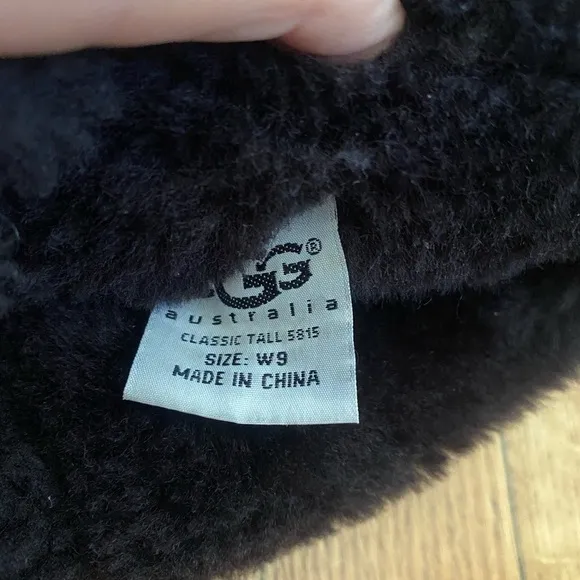 UGG®
australia
CLASSIC TALL 5815
SIZE: W9
MADE IN CHINA